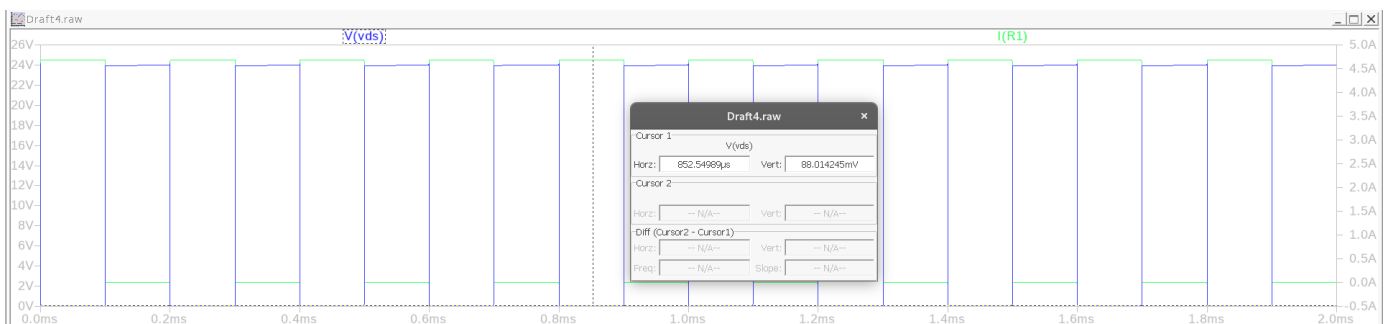 Draft4.raw
V(vds) I(R1)
26V 5.0A
24V 4.5A
22V
20V 4.0A
18V 3.5A
16V 3.0A
14V 2.5A
12V 2.0A
10V
8V 1.5A
6V 1.0A
4V 0.5A
2V 0.0A
0V -0.5A
0.0ms 0.2ms 0.4ms 0.6ms 0.8ms 1.0ms 1.2ms 1.4ms 1.6ms 1.8ms 2.0ms
Draft4.raw ×
Cursor 1
V(vds)
Horz: 852.54989µs Vert: 88.014245mV
Cursor 2
Horz: -- N/A-- Vert: -- N/A--
Diff (Cursor2 - Cursor1)
Horz: -- N/A-- Vert: -- N/A--
Freq: -- N/A-- Slope: -- N/A--